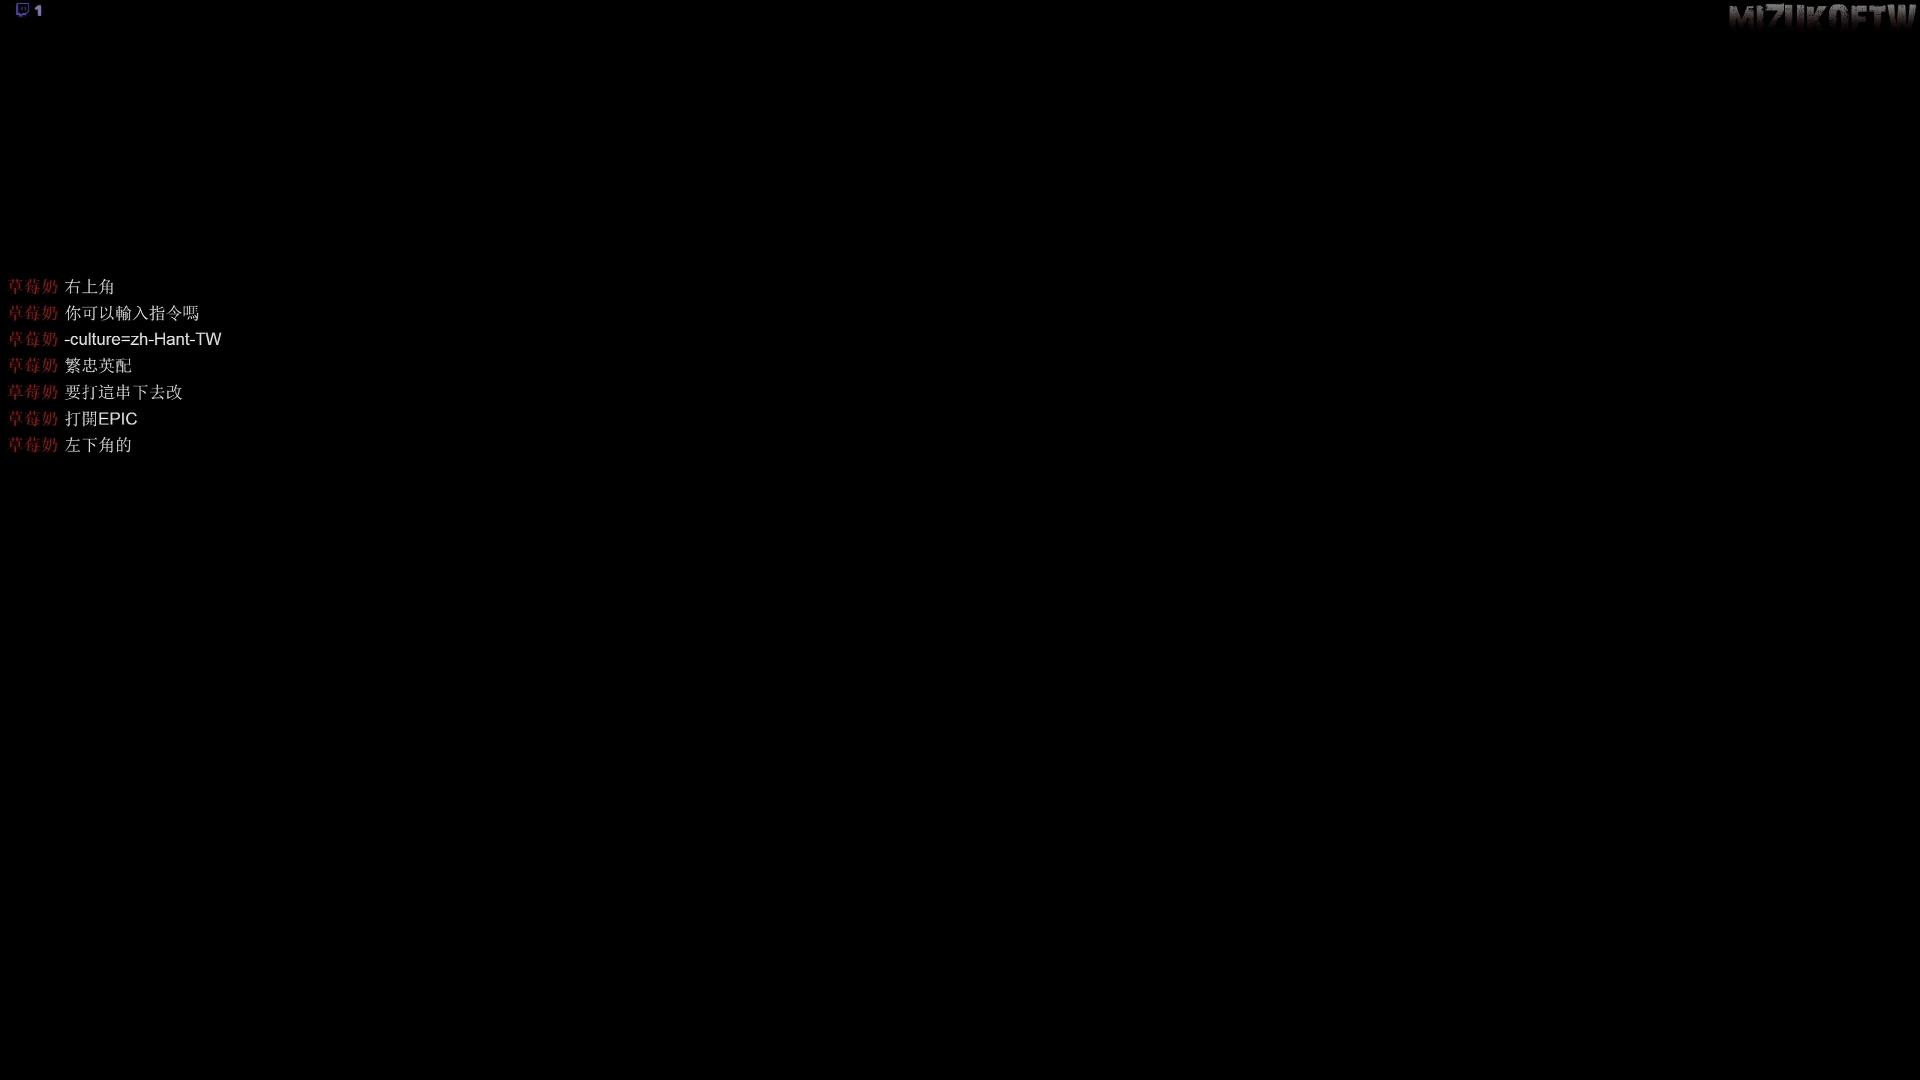 1
MIZUKOFTW
草莓奶 右上角
草莓奶 你可以輸入指令嗎
草莓奶 -culture=zh-Hant-TW
草莓奶 繁忠英配
草莓奶 要打這串下去改
草莓奶 打開EPIC
草莓奶 左下角的